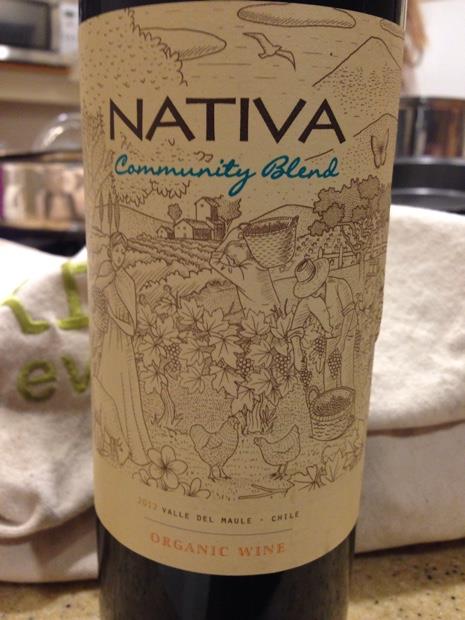 NATIVA
Community Blend
2012 VALLE DEL MAULE - CHILE
ORGANIC WINE